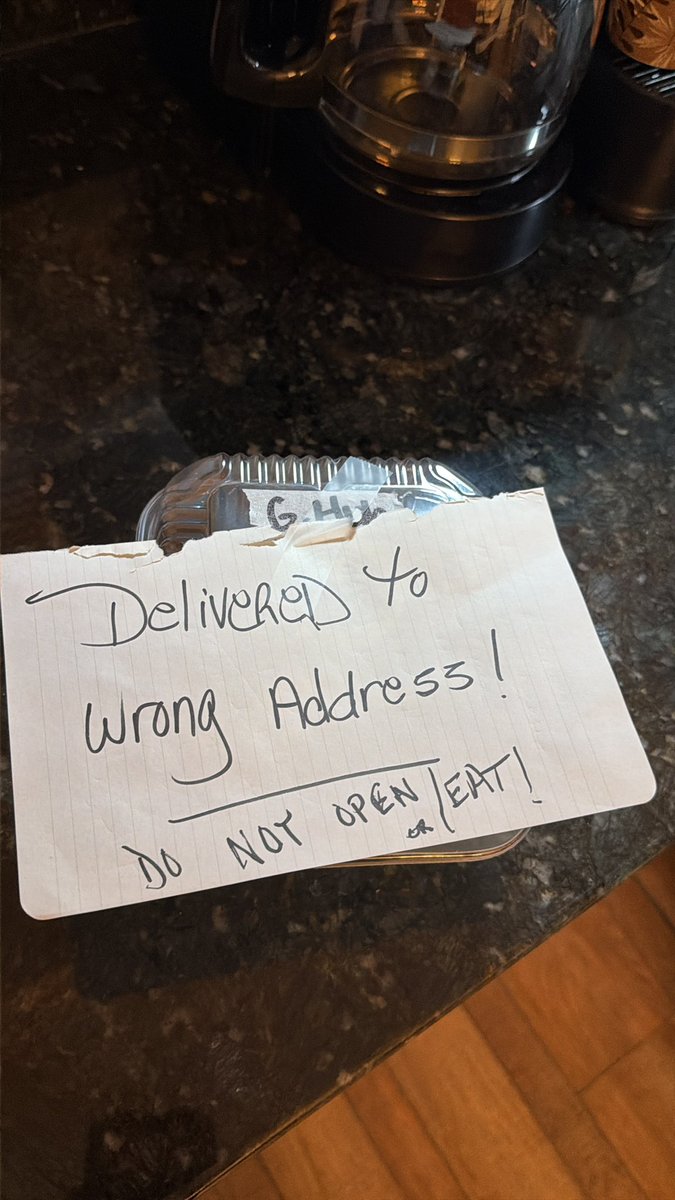 G.
Delivered to
Wrong Address!
DO NOT OPEN / EAT!
OR